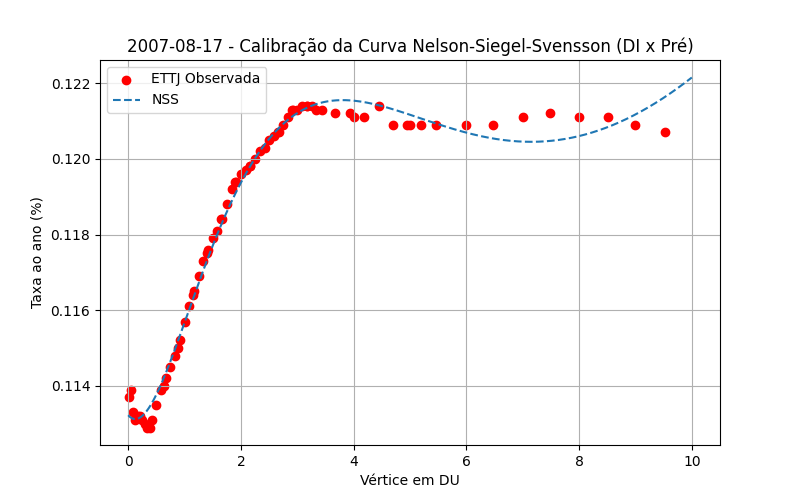 2007-08-17 - Calibração da Curva Nelson-Siegel-Svensson (DI x Pré)
ETTJ Observada
NSS
Taxa ao ano (%)
0.122
0.120
0.118
0.116
0.114
0 2 4 6 8 10
Vértice em DU